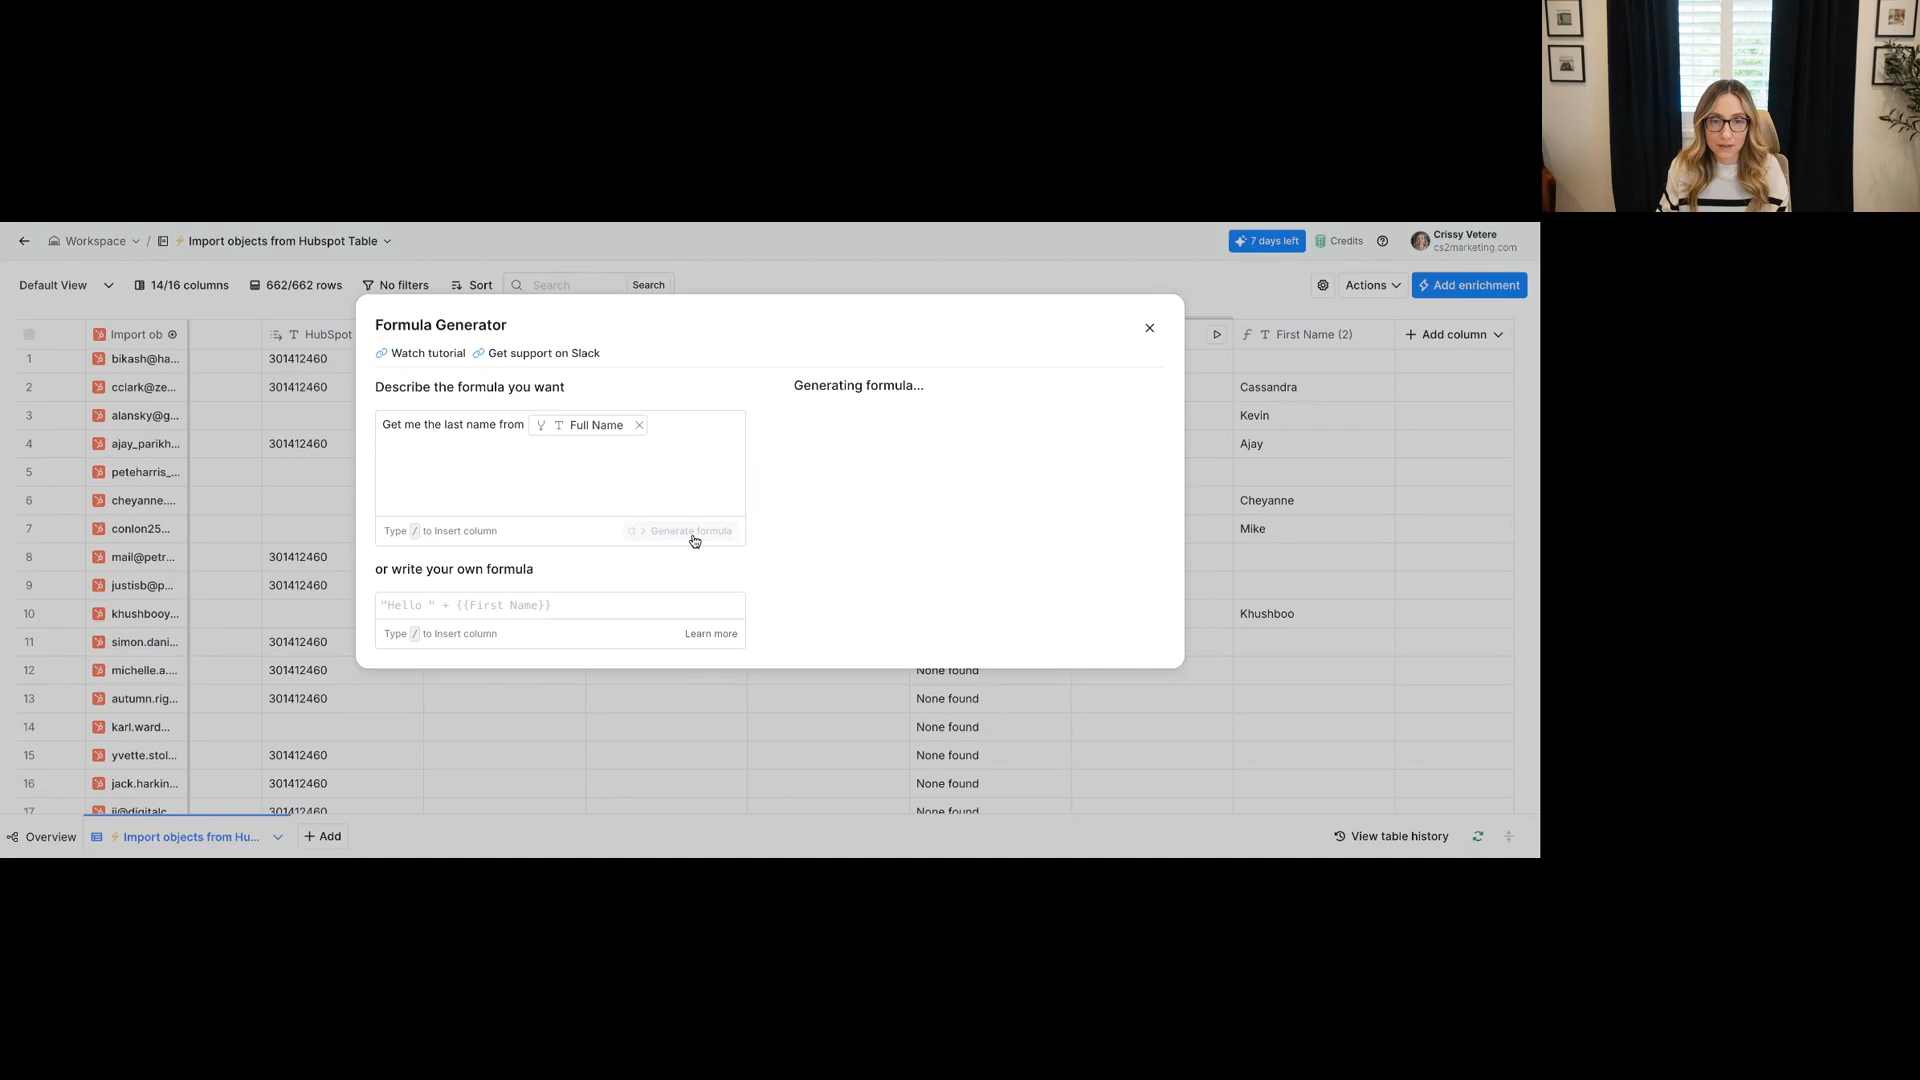 Workspace / ⚡ Import objects from Hubspot Table
7 days left
Credits
Crissy Vetere
cs2marketing.com
Default View
14/16 columns
662/662 rows
No filters
Sort
Search
Search
Actions
Add enrichment
Import ob
HubSpot
First Name (2)
Add column
Formula Generator
Watch tutorial
Get support on Slack
Describe the formula you want
Get me the last name from Full Name
Type / to Insert column
Generate formula
or write your own formula
"Hello " + {{First Name}}
Type / to Insert column
Learn more
Generating formula...
1 bikash@ha... 301412460
2 cclark@ze... 301412460 Cassandra
3 alansky@g... Kevin
4 ajay_parikh... 301412460 Ajay
5 peteharris_...
6 cheyanne.... Cheyanne
7 conlon25... Mike
8 mail@petr... 301412460
9 justisb@p... 301412460
10 khushbooy... Khushboo
11 simon.dani... 301412460
12 michelle.a.... 301412460 None found
13 autumn.rig... 301412460 None found
14 karl.ward... None found
15 yvette.stol... 301412460 None found
16 jack.harkin... 301412460 None found
17 301412460 None found
Overview
⚡ Import objects from Hu...
Add
View table history